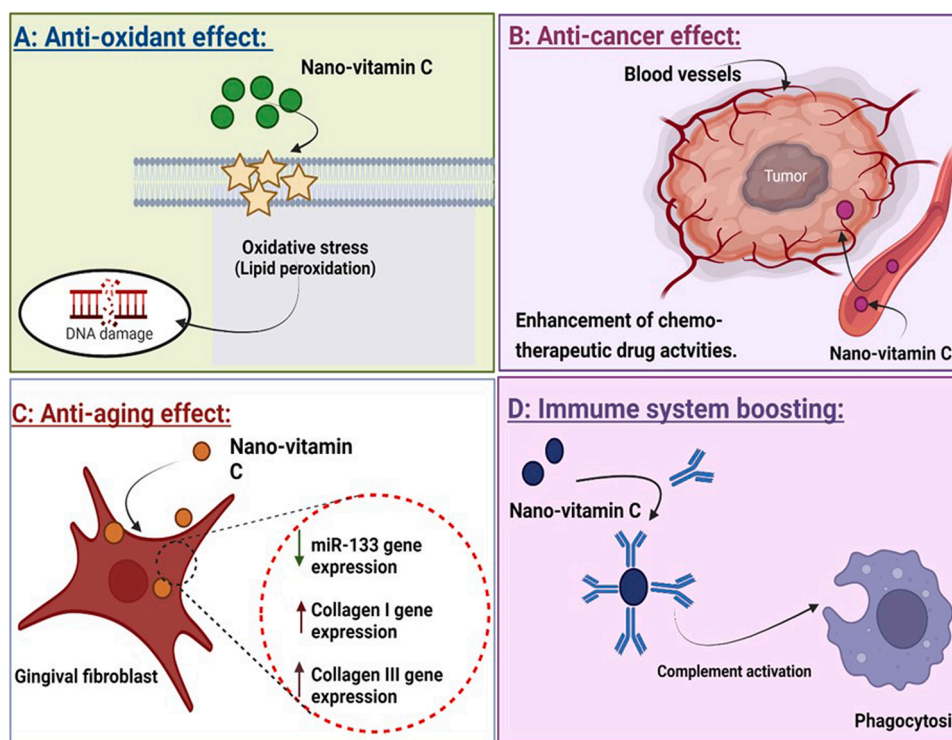 A: Anti-oxidant effect:
Nano-vitamin C
Oxidative stress
(Lipid peroxidation)
DNA damage
B: Anti-cancer effect:
Blood vessels
Tumor
Enhancement of chemo-
therapeutic drug actvities.
Nano-vitamin C
C: Anti-aging effect:
Nano-vitamin
C
miR-133 gene
expression
Collagen I gene
expression
Collagen III gene
expression
Gingival fibroblast
D: Immume system boosting:
Nano-vitamin C
Complement activation
Phagocytosi